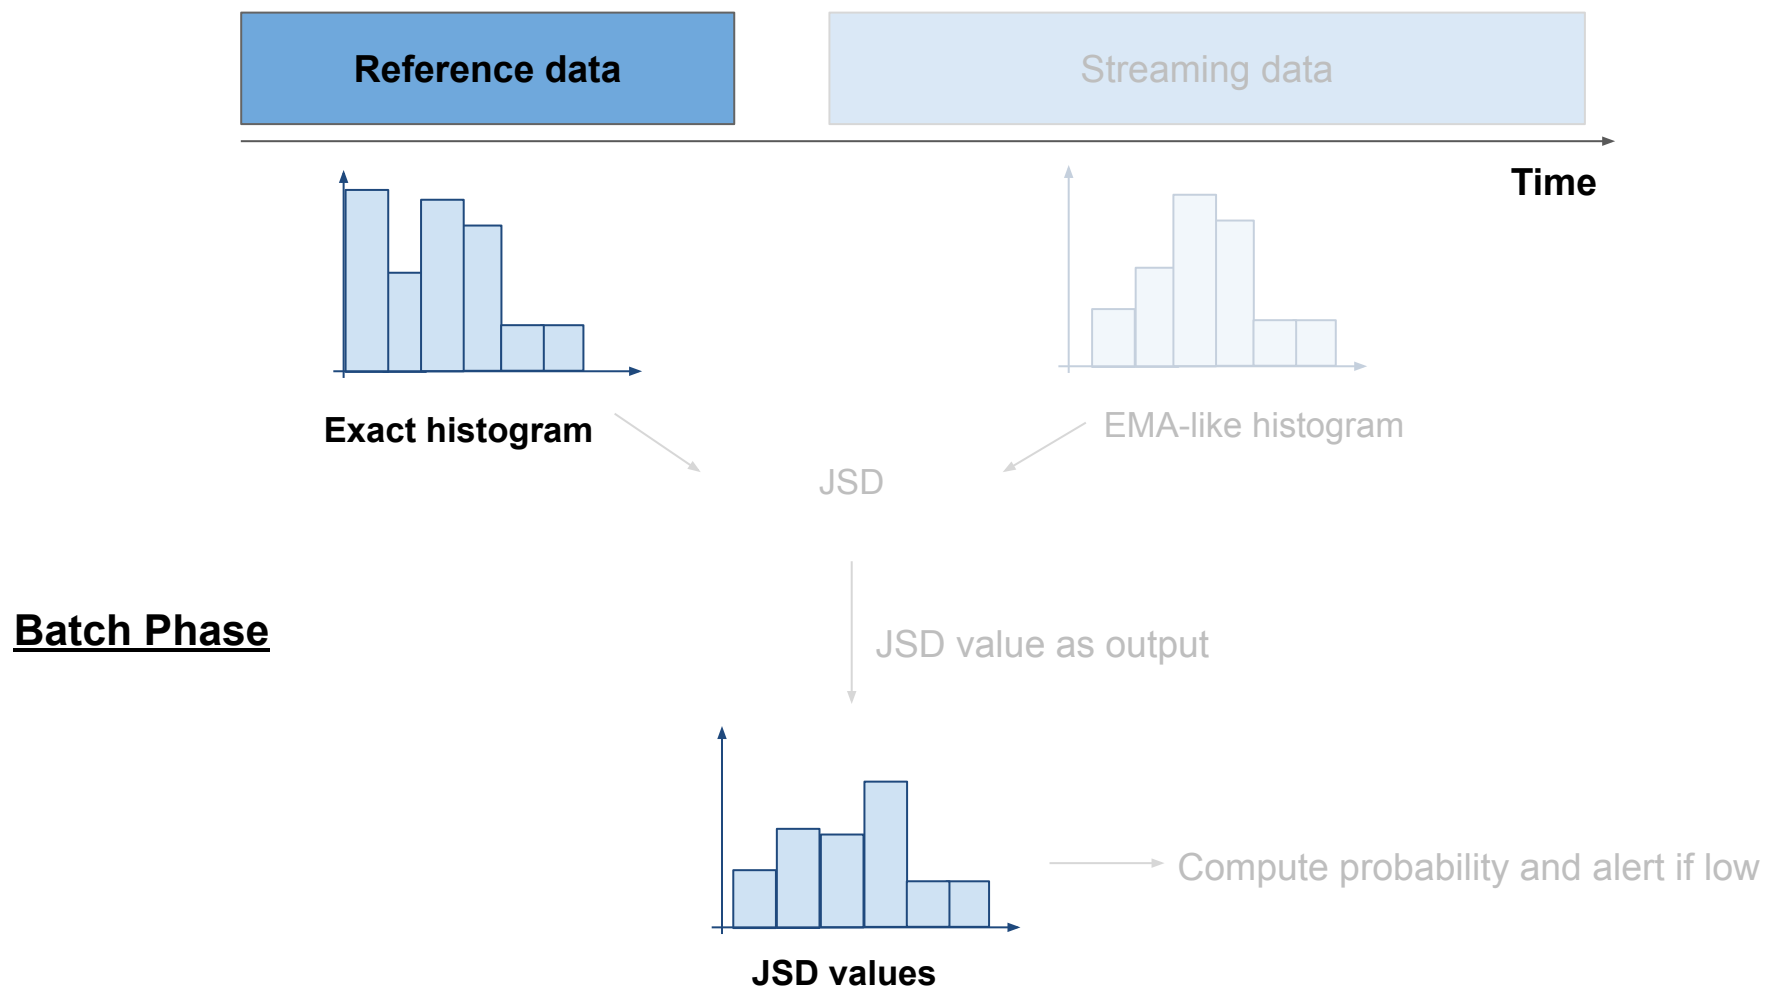 Reference data
Streaming data
Time
Exact histogram
EMA-like histogram
JSD
Batch Phase
JSD value as output
Compute probability and alert if low
JSD values